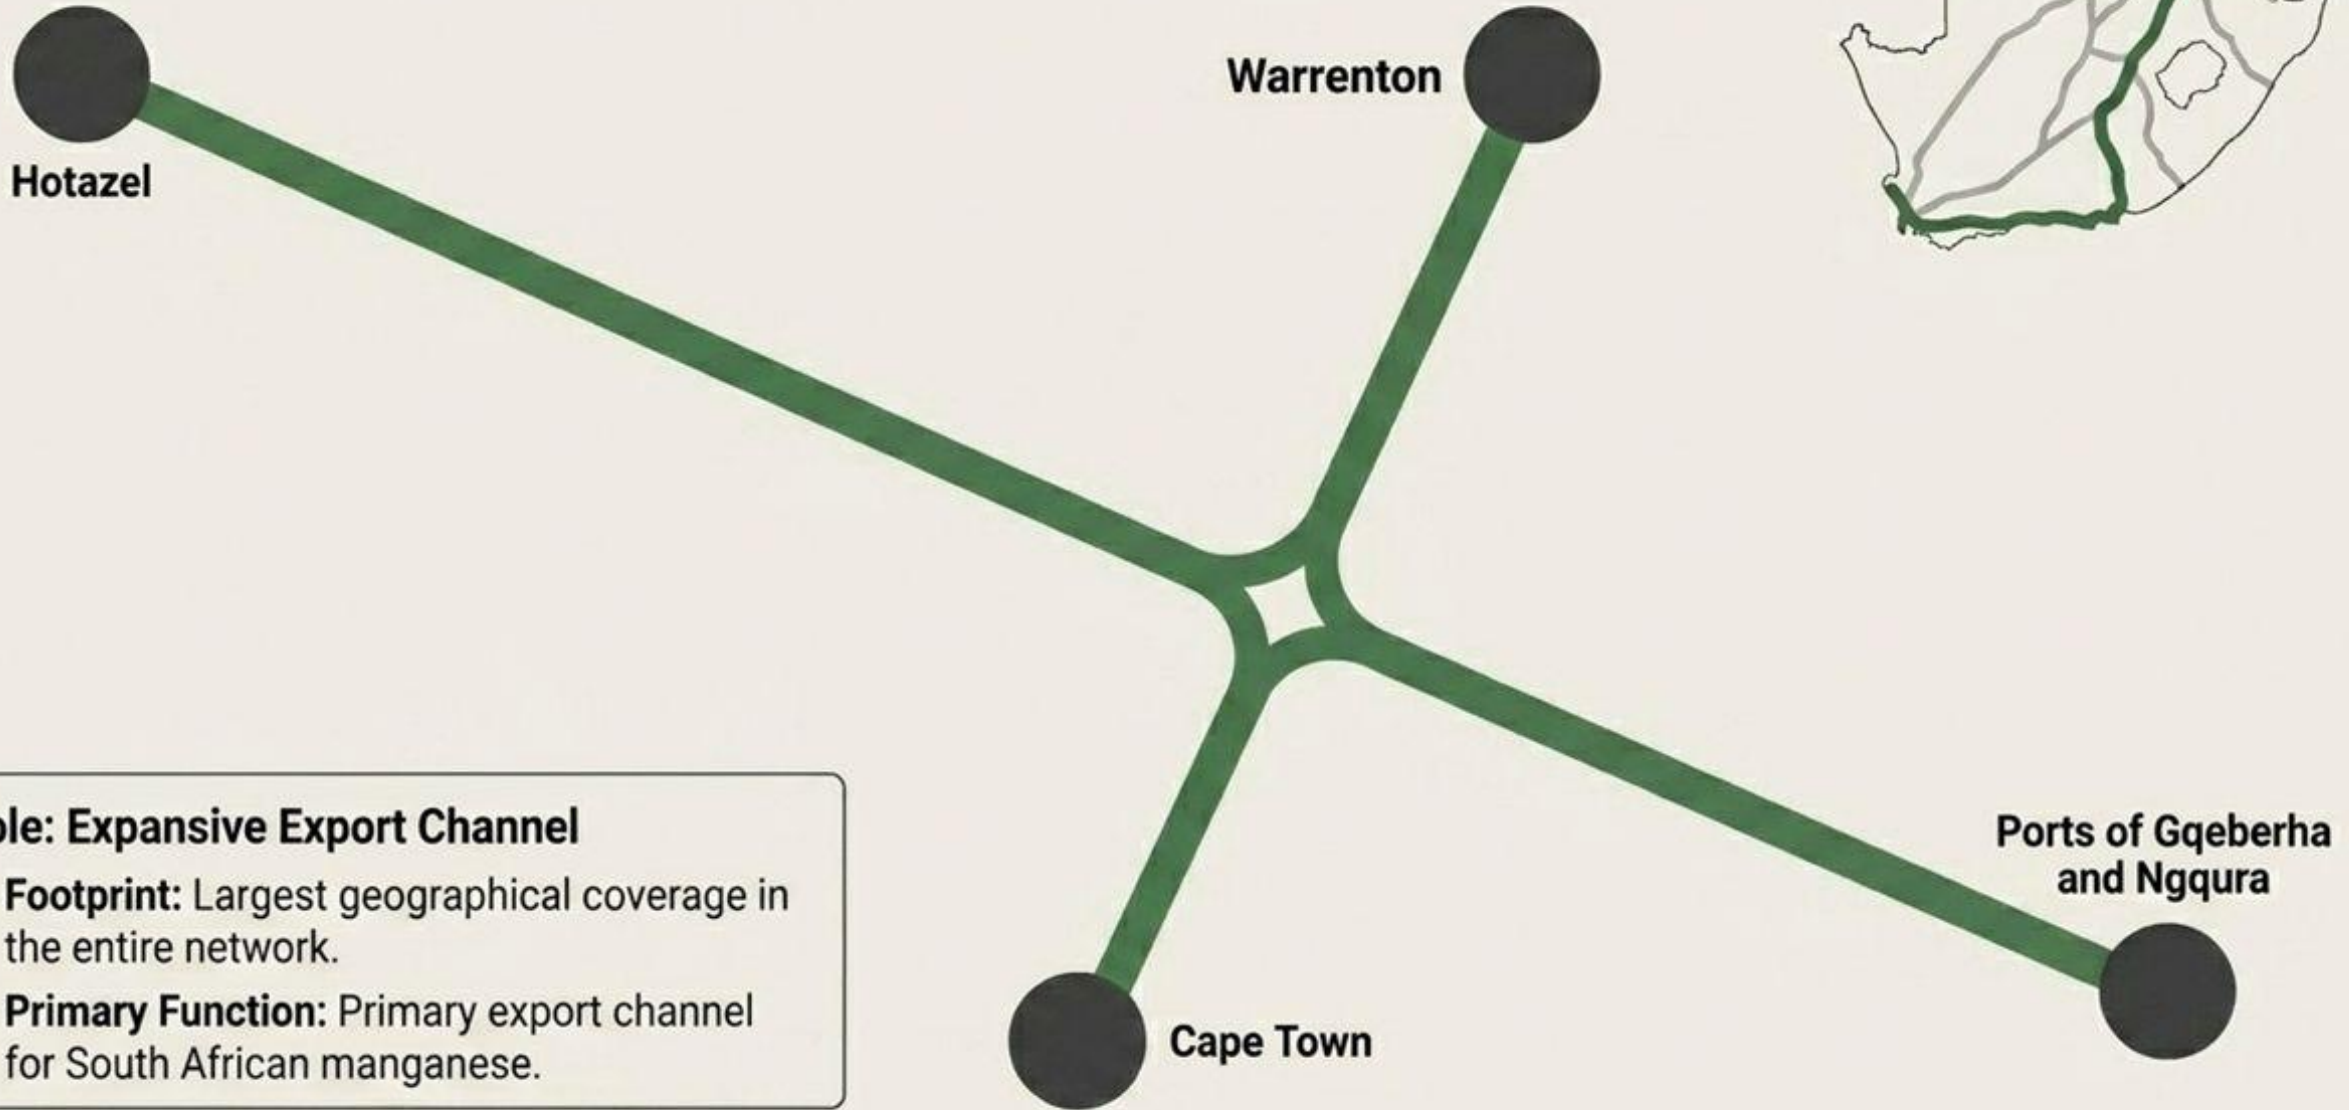 Warrenton
Hotazel
ole: Expansive Export Channel
Footprint: Largest geographical coverage in
the entire network.
Primary Function: Primary export channel
for South African manganese.
Ports of Gqeberha
and Ngqura
Cape Town